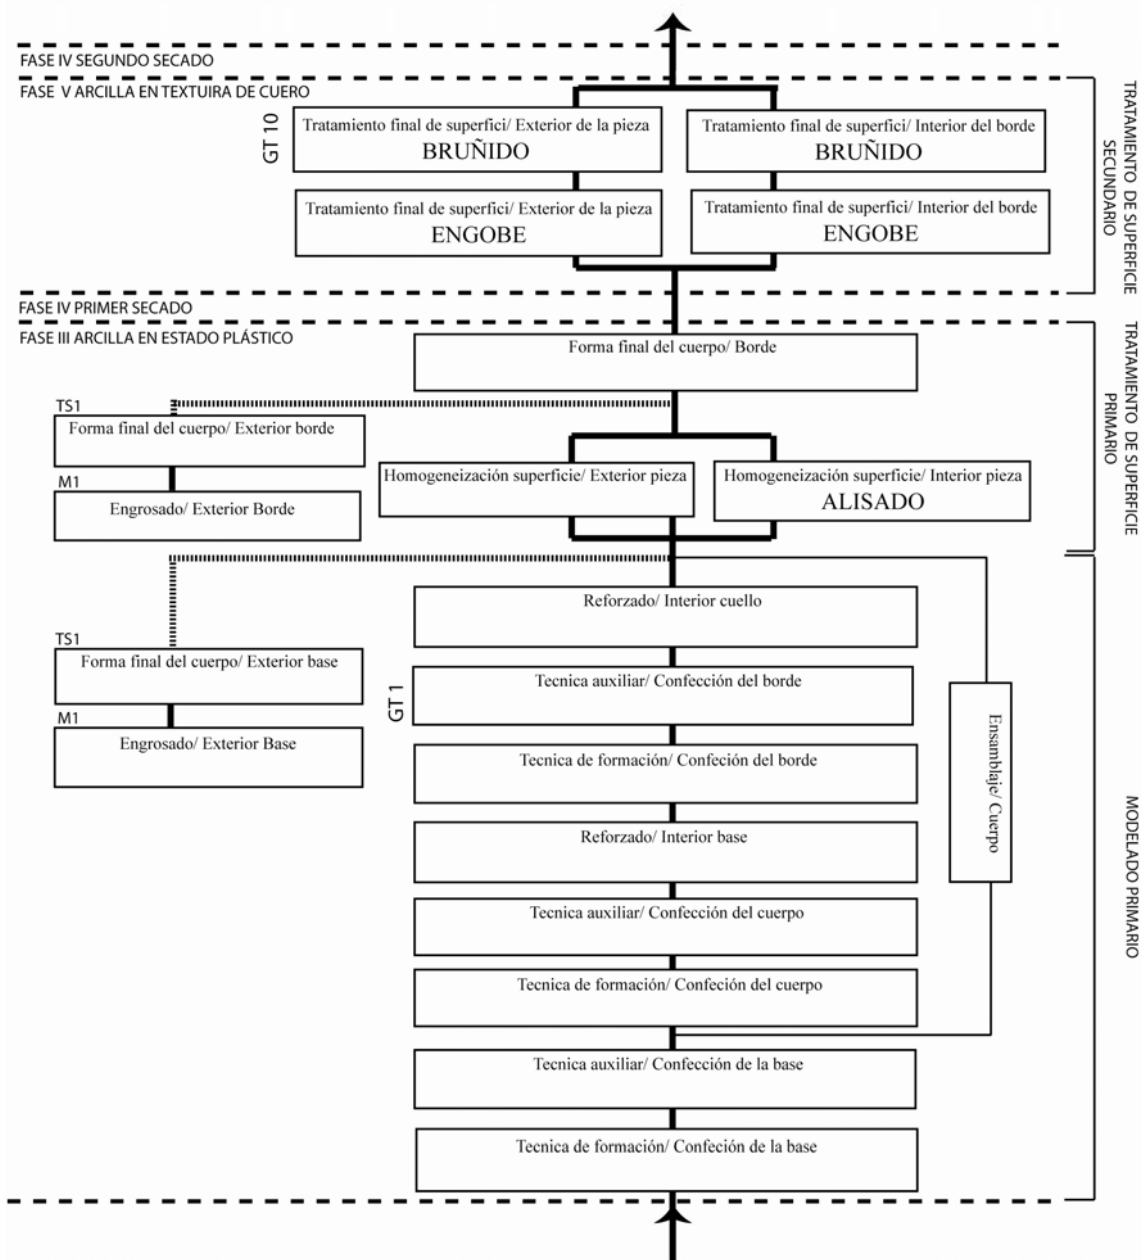 FASE IV SEGUNDO SECADO
FASE V ARCILLA EN TEXTUIRA DE CUERO
TRATAMIENTO DE SUPERFICIE
SECUNDARIO
GT 10
Tratamiento final de superfici/ Exterior de la pieza
BRUÑIDO
Tratamiento final de superfici/ Interior del borde
BRUÑIDO
Tratamiento final de superfici/ Exterior de la pieza
ENGOBE
Tratamiento final de superfici/ Interior del borde
ENGOBE
FASE IV PRIMER SECADO
FASE III ARCILLA EN ESTADO PLÁSTICO
TRATAMIENTO DE SUPERFICIE
PRIMARIO
Forma final del cuerpo/ Borde
TS1
Forma final del cuerpo/ Exterior borde
M1
Engrosado/ Exterior Borde
Homogeneización superficie/ Exterior pieza
Homogeneización superficie/ Interior pieza
ALISADO
Reforzado/ Interior cuello
TS1
Forma final del cuerpo/ Exterior base
M1
Engrosado/ Exterior Base
GT 1
Tecnica auxiliar/ Confección del borde
Tecnica de formación/ Confeción del borde
Reforzado/ Interior base
Tecnica auxiliar/ Confección del cuerpo
Tecnica de formación/ Confeción del cuerpo
Tecnica auxiliar/ Confección de la base
Tecnica de formación/ Confeción de la base
Ensamblaje/ Cuerpo
MODELADO PRIMARIO